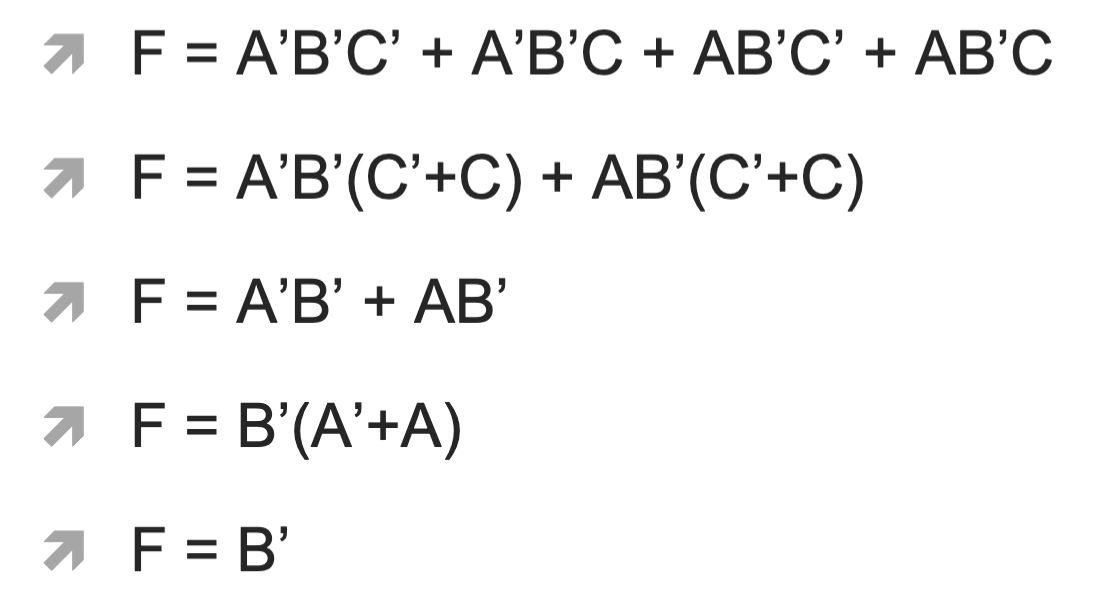 F = A’B’C’ + A’B’C + AB’C’ + AB’C
F = A’B’(C’+C) + AB’(C’+C)
F = A’B’ + AB’
F = B’(A’+A)
F = B’